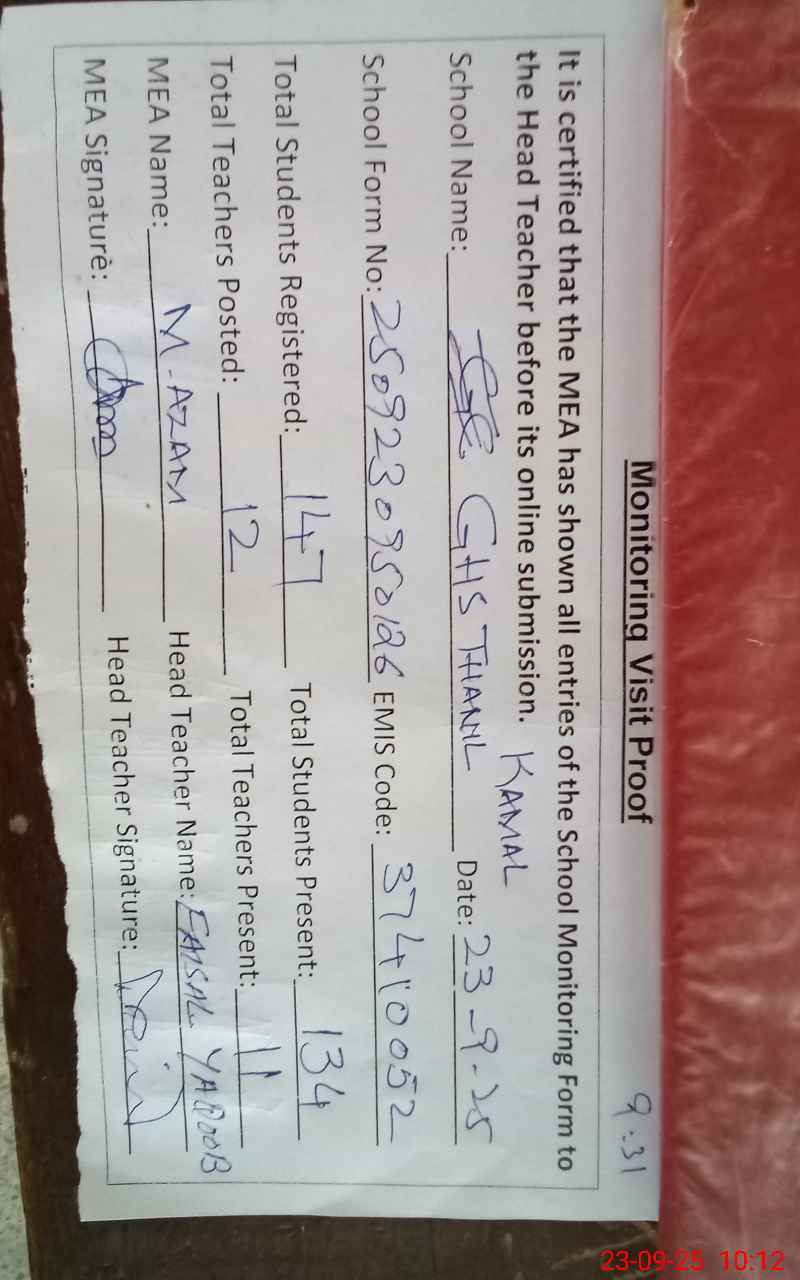 9:31
Monitoring Visit Proof
It is certified that the MEA has shown all entries of the School Monitoring Form to
the Head Teacher before its online submission.
KAMAL
School Name: GHS THATHI Date: 23-9-25
School Form No: 2509230950126 EMIS Code: 37410052
Total Students Registered: 147 Total Students Present: 134
Total Teachers Posted: 12 Total Teachers Present: 11
MEA Name: M. AZAM Head Teacher Name: FAISAL YAQOOB
MEA Signature: Head Teacher Signature:
23-09-25 10:12